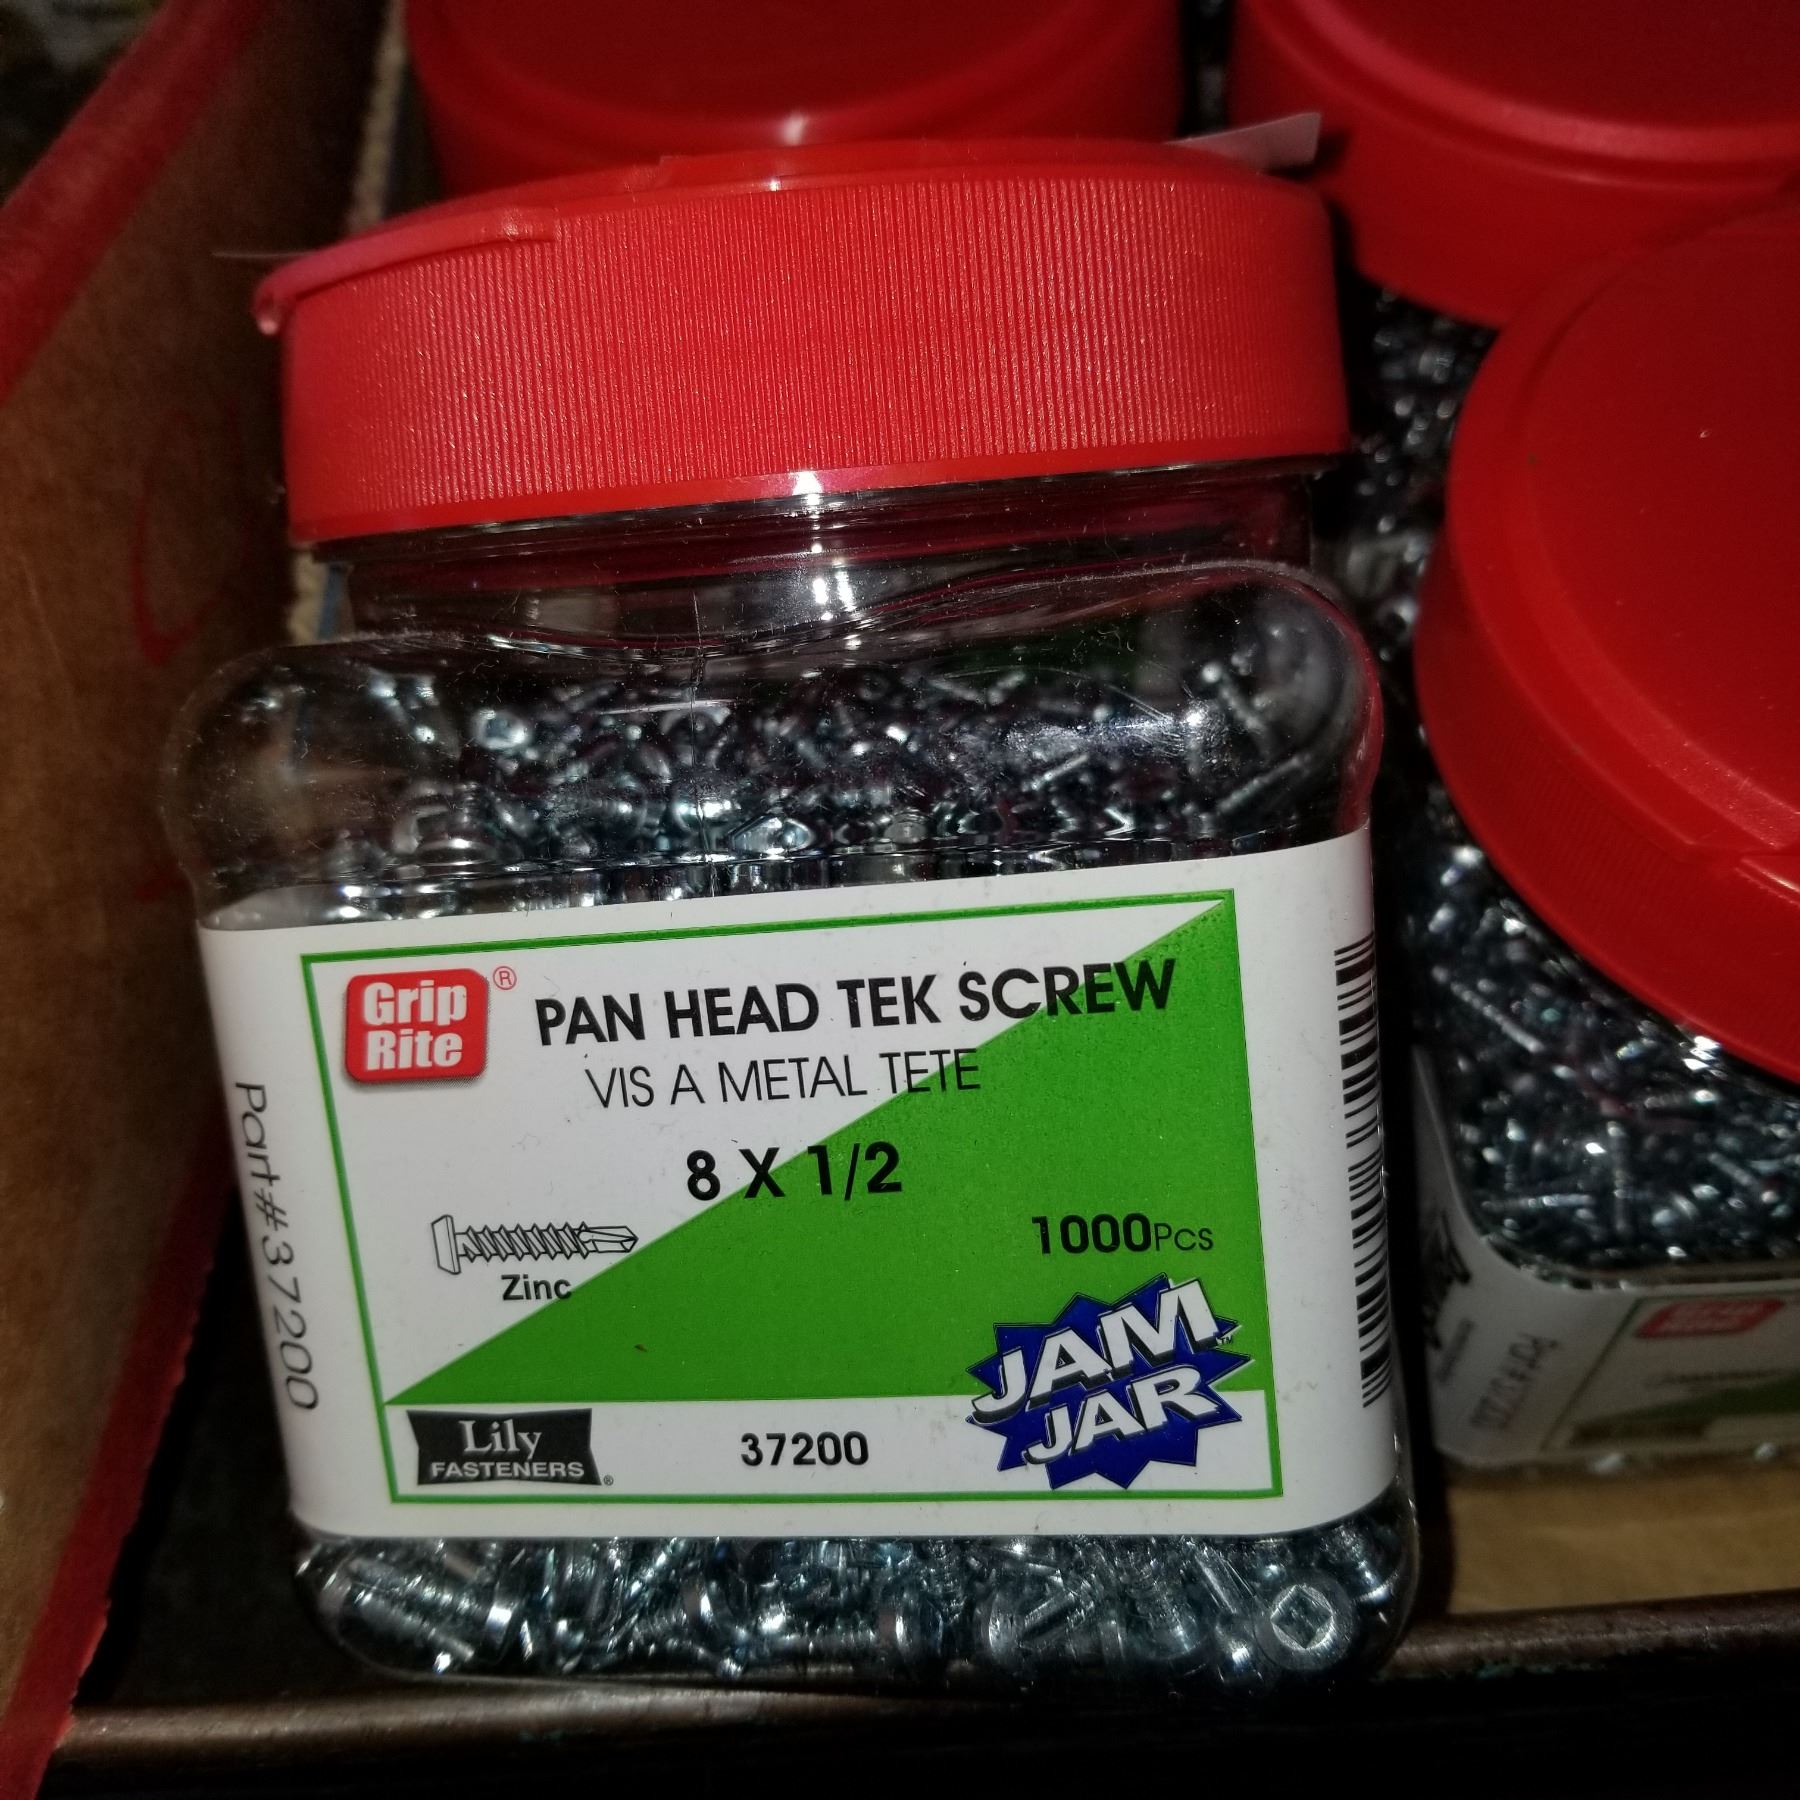 Grip
Rite
®
PAN HEAD TEK SCREW
VIS A METAL TETE
8 X 1/2
Zinc
1000Pcs
JAM
JAR™
Lily
FASTENERS®
37200
Part#37200